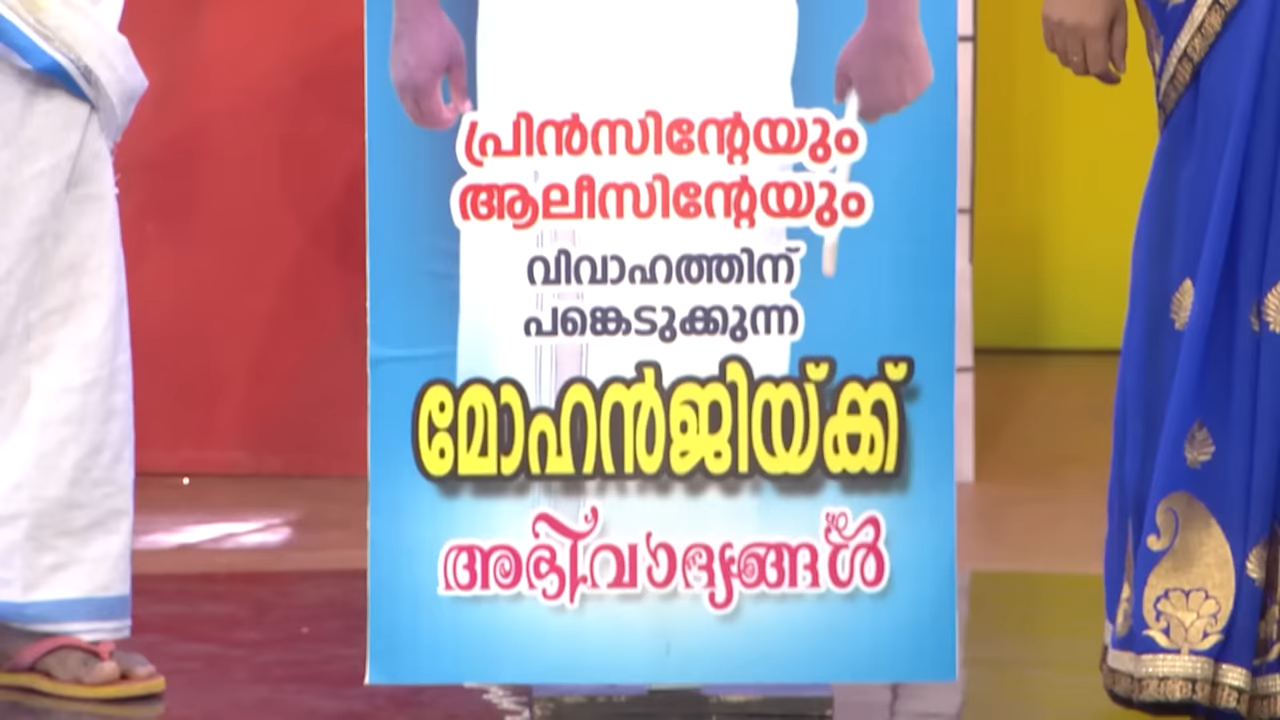 പ്രിൻസിന്റേയും
ആലീസിന്റേയും
വിവാഹത്തിന്
പങ്കെടുക്കുന്ന
മോഹൻജിയ്ക്ക്
അഭിവാദ്യങ്ങൾ